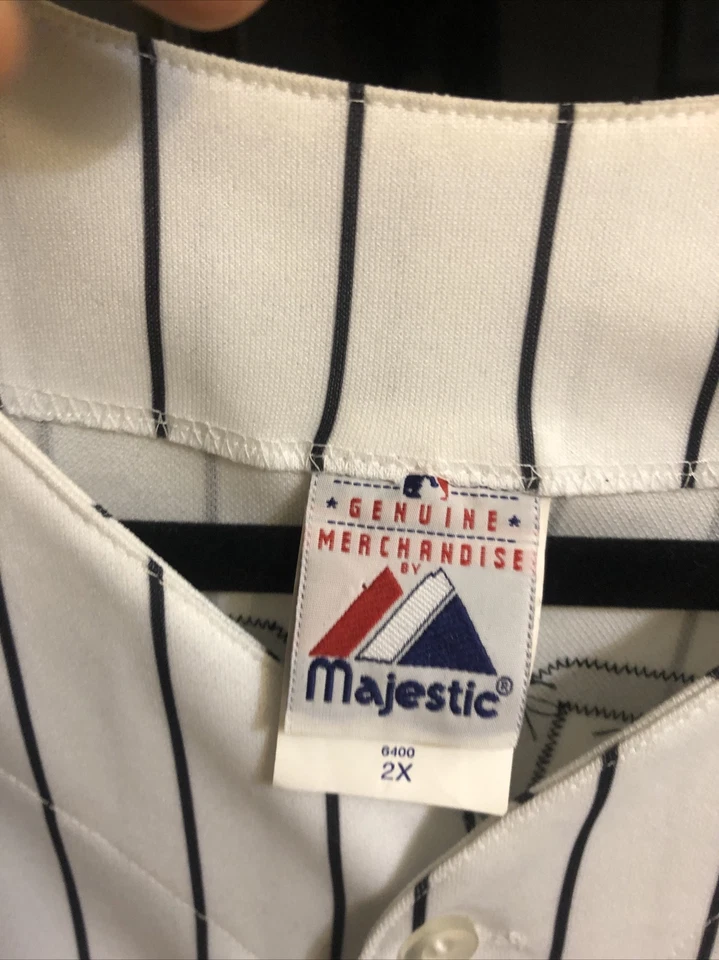 GENUINE
MERCHANDISE
BY
Majestic®
6400
2X